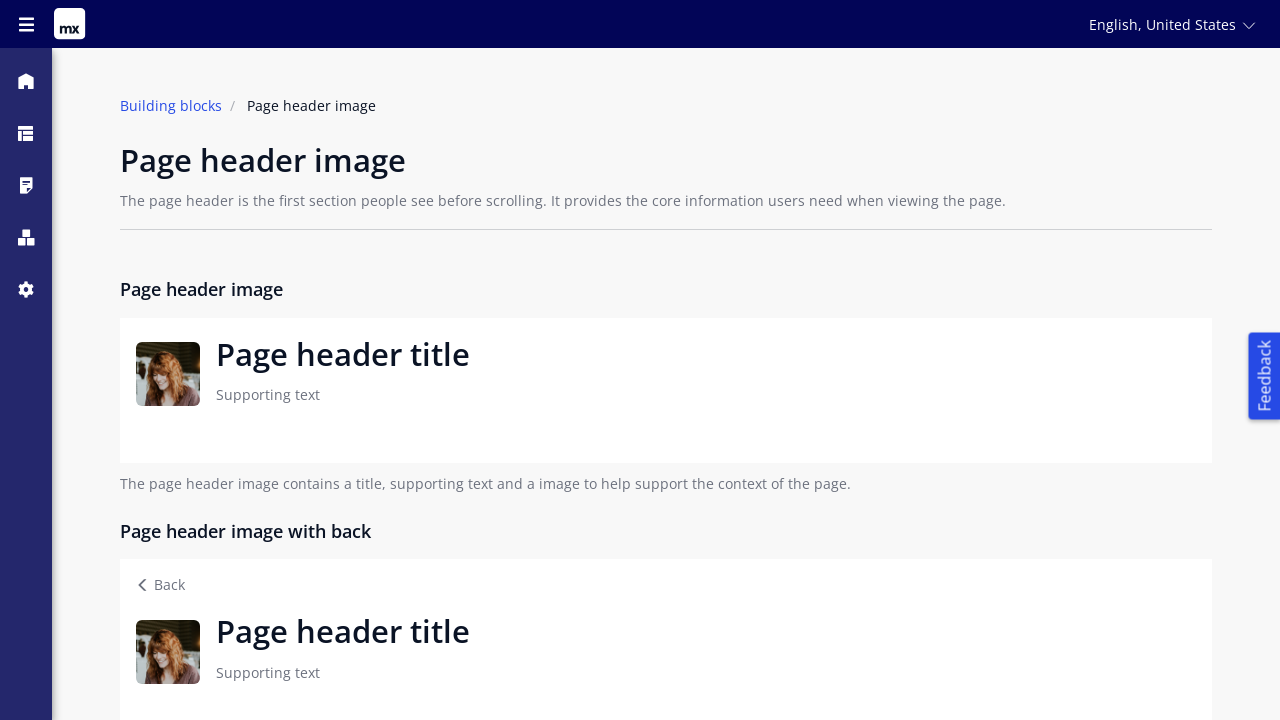 mx
English, United States
Building blocks / Page header image
Page header image
The page header is the first section people see before scrolling. It provides the core information users need when viewing the page.
Page header image
Page header title
Supporting text
The page header image contains a title, supporting text and a image to help support the context of the page.
Feedback
Page header image with back
Back
Page header title
Supporting text